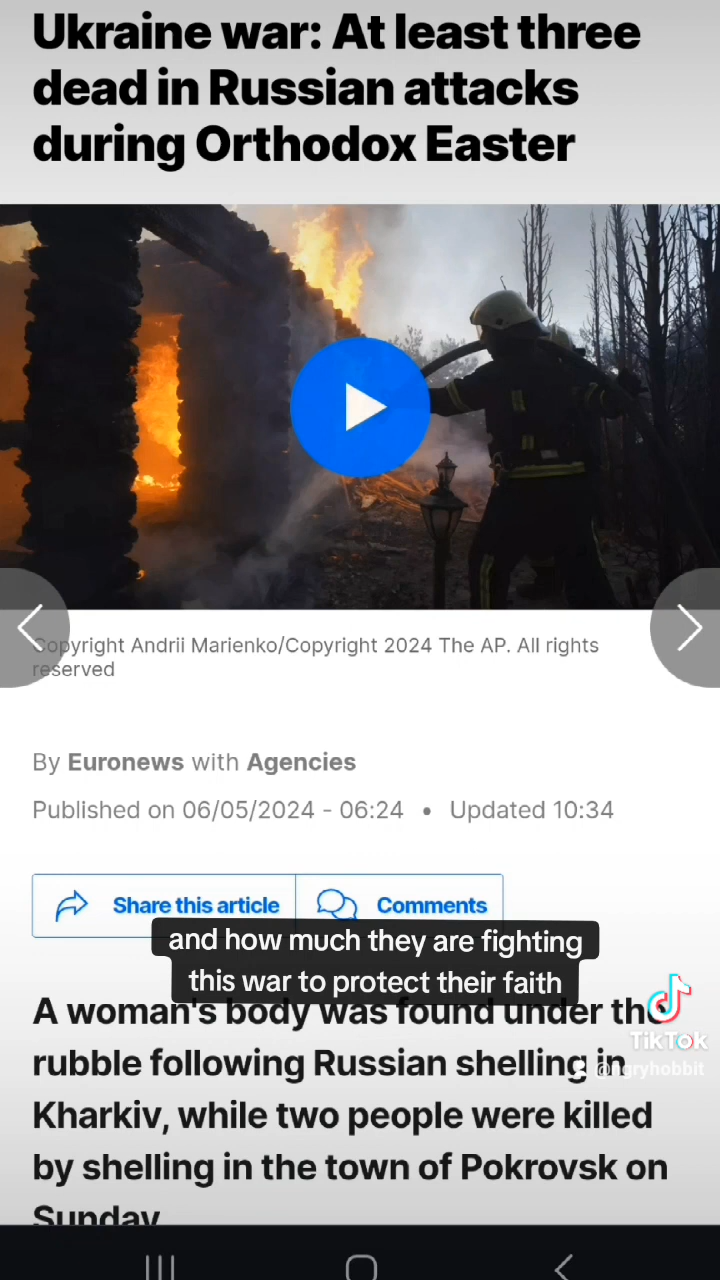 Ukraine war: At least three
dead in Russian attacks
during Orthodox Easter
Copyright Andrii Marienko/Copyright 2024 The AP. All rights
reserved
By Euronews with Agencies
Published on 06/05/2024 - 06:24 • Updated 10:34
Share this article
Comments
and how much they are fighting
this war to protect their faith
A woman's body was found under the
rubble following Russian shelling in
Kharkiv, while two people were killed
by shelling in the town of Pokrovsk on
Sunday
TikTok